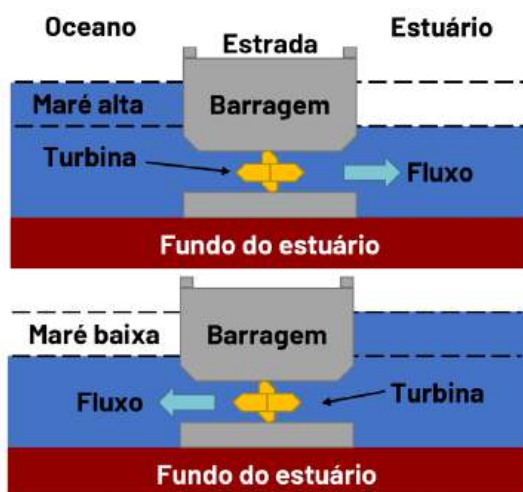 Oceano
Estrada
Estuário
Maré alta
Barragem
Turbina
Fluxo
Fundo do estuário
Maré baixa
Barragem
Fluxo
Turbina
Fundo do estuário